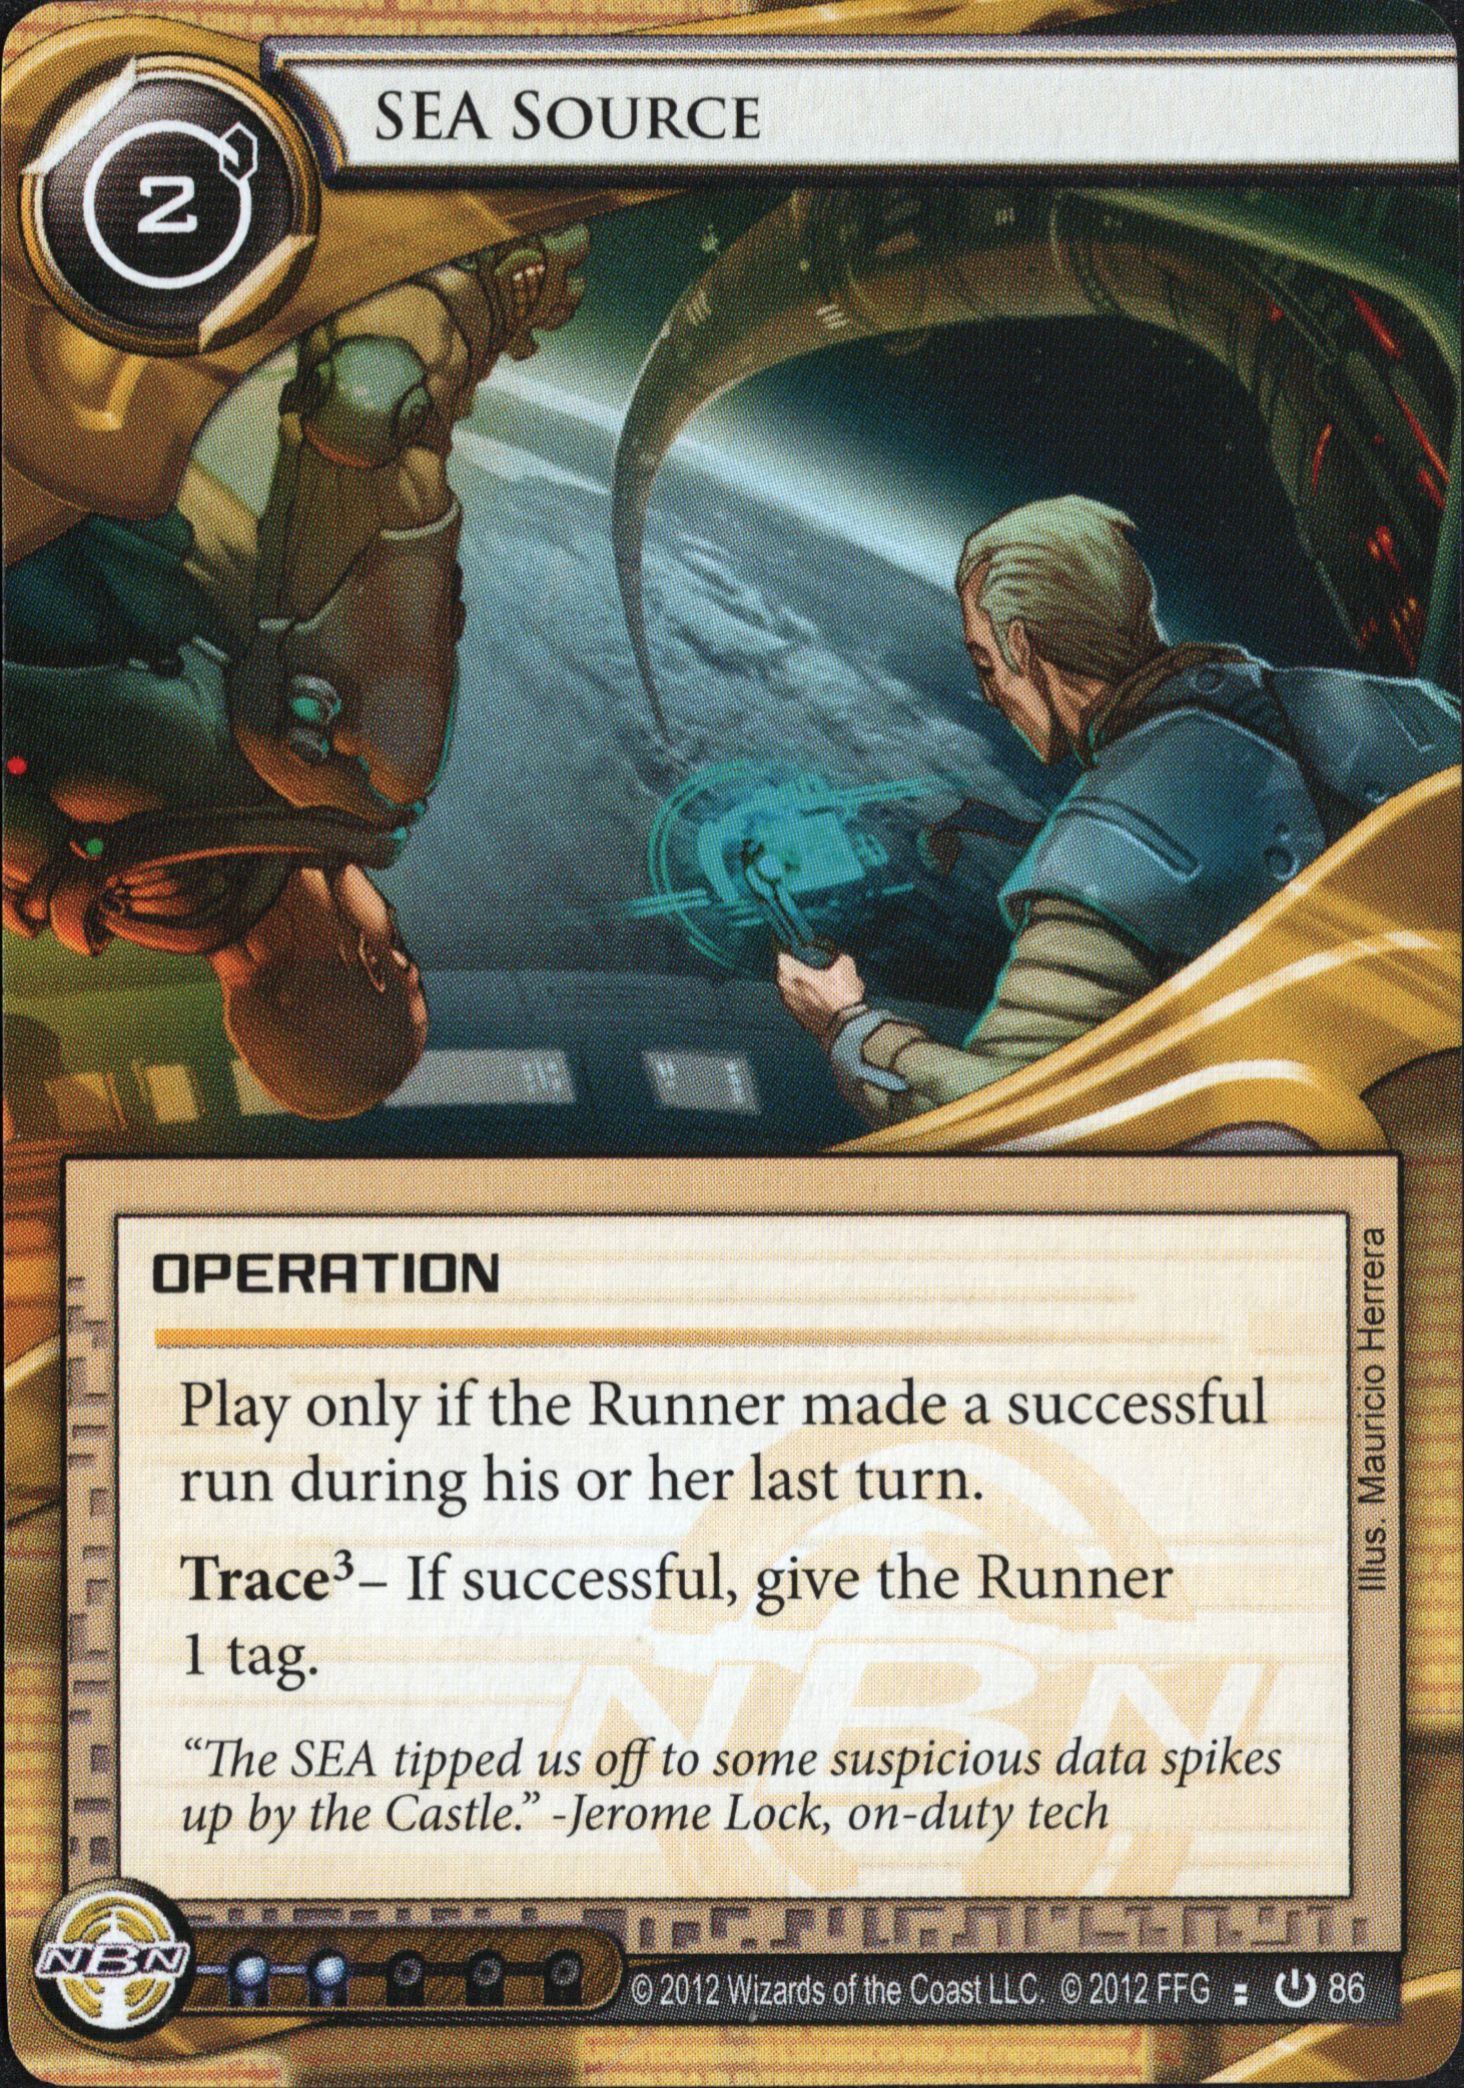 2
SEA SOURCE
OPERATION
Play only if the Runner made a successful
run during his or her last turn.
Trace³– If successful, give the Runner
1 tag.
“The SEA tipped us off to some suspicious data spikes
up by the Castle.” -Jerome Lock, on-duty tech
Illus. Mauricio Herrera
NBN
NBN
© 2012 Wizards of the Coast LLC. © 2012 FFG 86